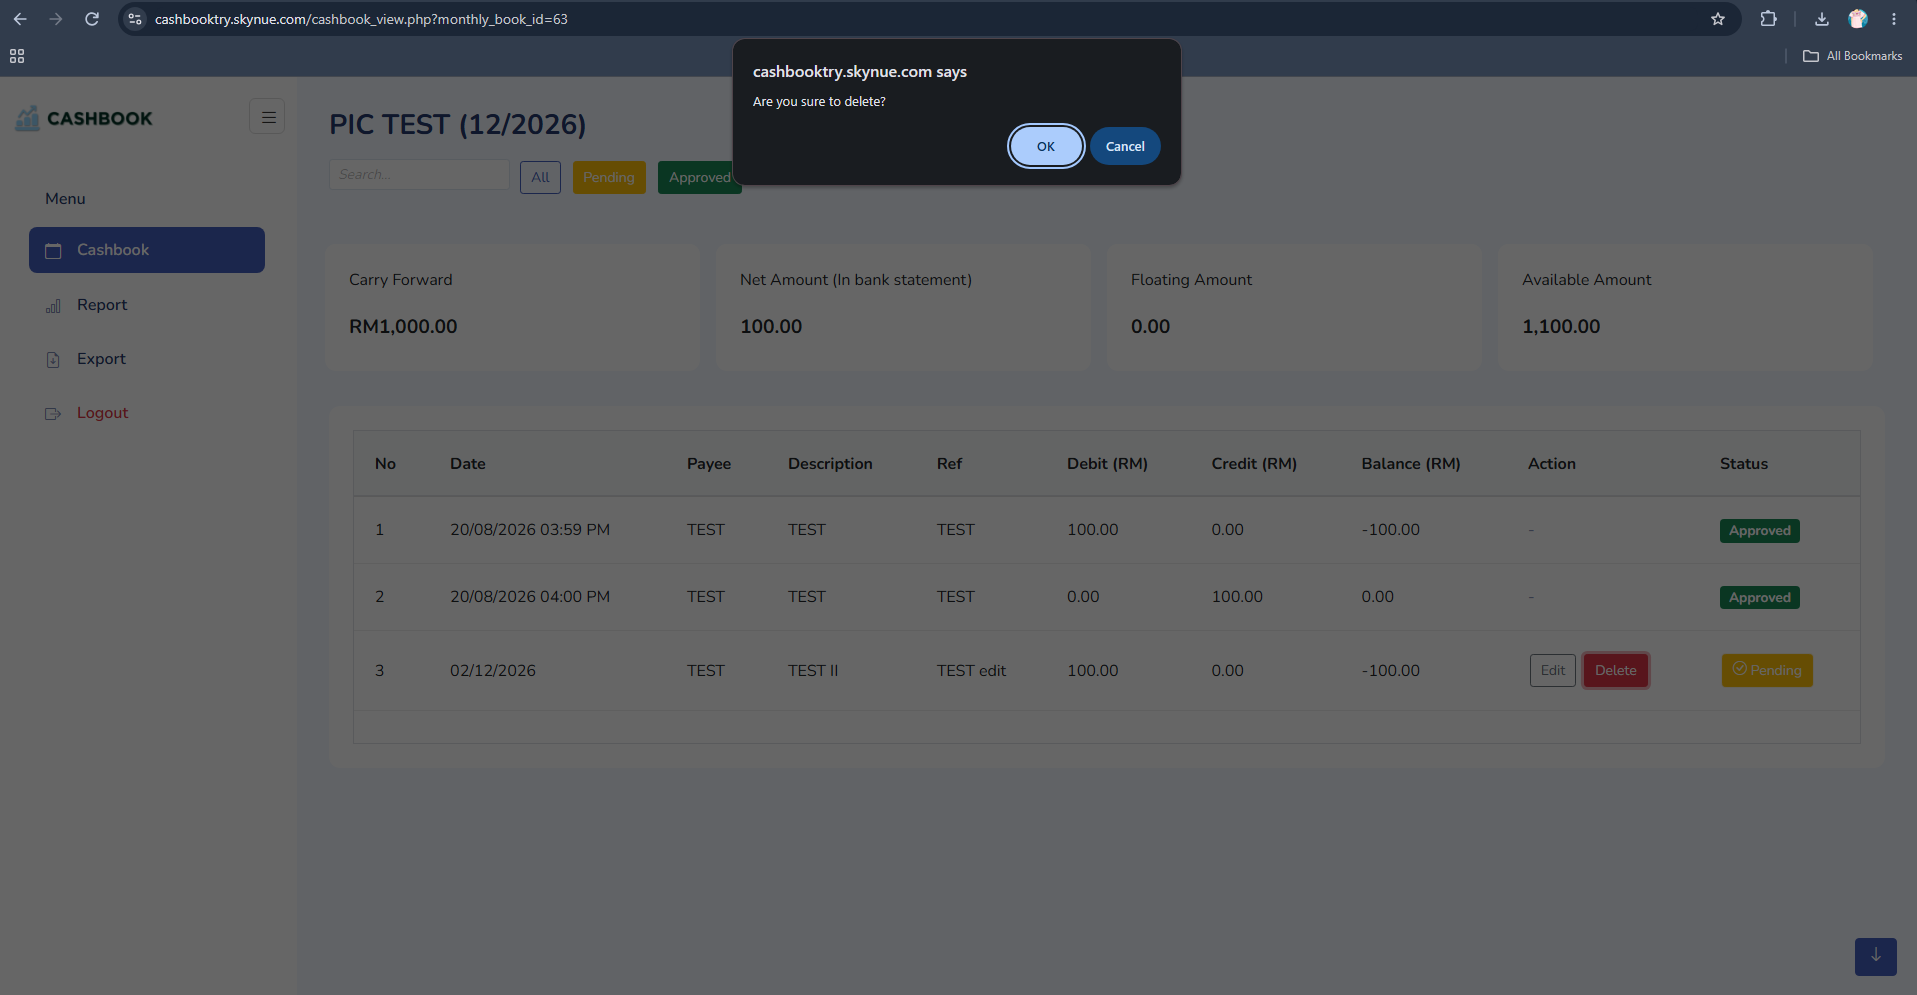 cashbooktry.skynue.com/cashbook_view.php?monthly_book_id=63
All Bookmarks
cashbooktry.skynue.com says
Are you sure to delete?
OK Cancel
CASHBOOK
Menu
Cashbook
Report
Export
Logout
PIC TEST (12/2026)
Search... All Pending Approved
Carry Forward
RM1,000.00
Net Amount (In bank statement)
100.00
Floating Amount
0.00
Available Amount
1,100.00
No Date Payee Description Ref Debit (RM) Credit (RM) Balance (RM) Action Status
1 20/08/2026 03:59 PM TEST TEST TEST 100.00 0.00 -100.00 - Approved
2 20/08/2026 04:00 PM TEST TEST TEST 0.00 100.00 0.00 - Approved
3 02/12/2026 TEST TEST II TEST edit 100.00 0.00 -100.00 Edit Delete Pending